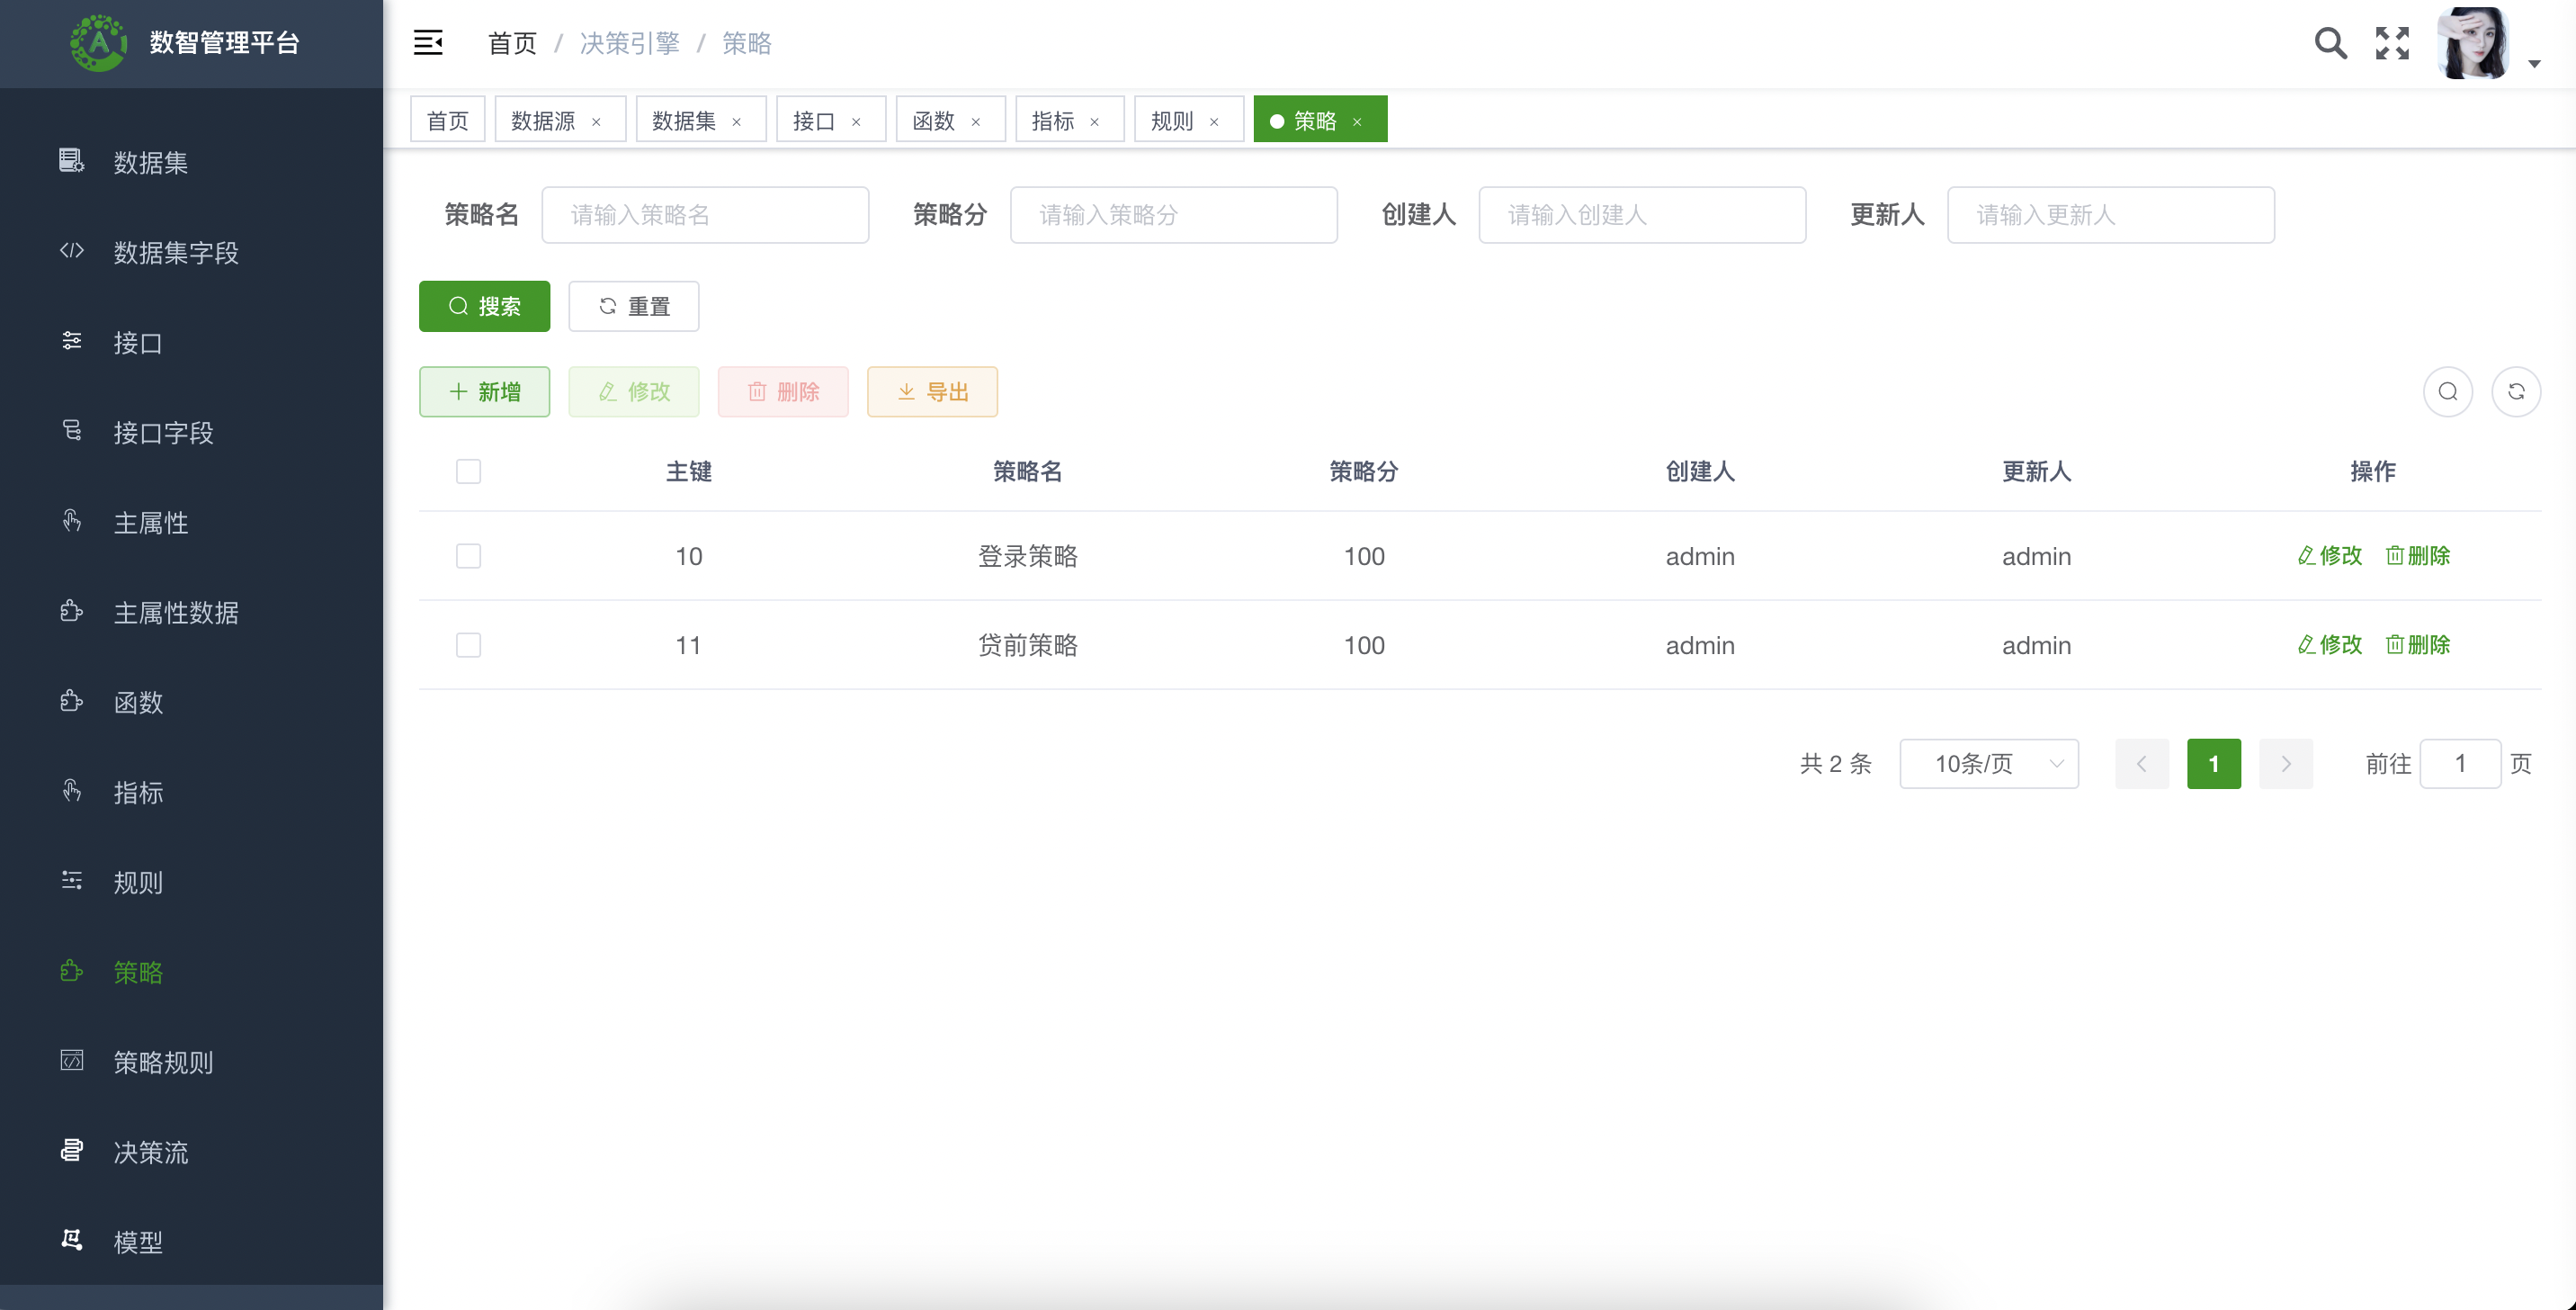 数智管理平台
首页 / 决策引擎 / 策略
首页 数据源 × 数据集 × 接口 × 函数 × 指标 × 规则 × 策略 ×
数据集
数据集字段
接口
接口字段
主属性
主属性数据
函数
指标
规则
策略
策略规则
决策流
模型
策略名 请输入策略名 策略分 请输入策略分 创建人 请输入创建人 更新人 请输入更新人
搜索 重置
新增 修改 删除 导出
主键 策略名 策略分 创建人 更新人 操作
10 登录策略 100 admin admin 修改 删除
11 贷前策略 100 admin admin 修改 删除
共 2 条 10条/页 1 前往 1 页